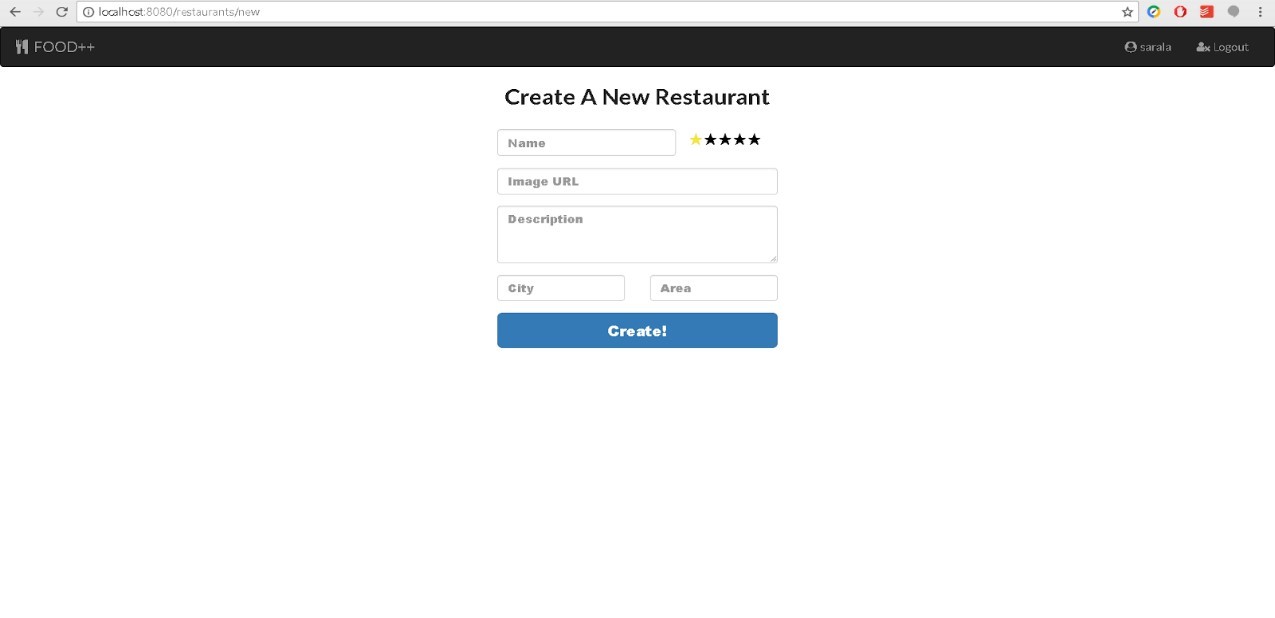 localhost:8080/restaurants/new
FOOD++
sarala
Logout
Create A New Restaurant
Name
Image URL
Description
City
Area
Create!